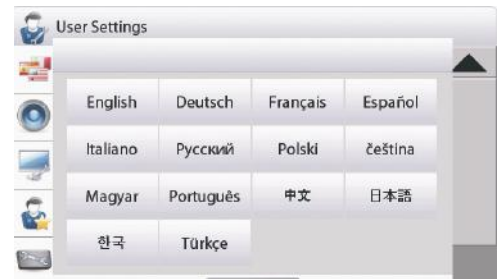 User Settings
English Deutsch Français Español
Italiano Русский Polski čeština
Magyar Português 中文 日本語
한국 Türkçe